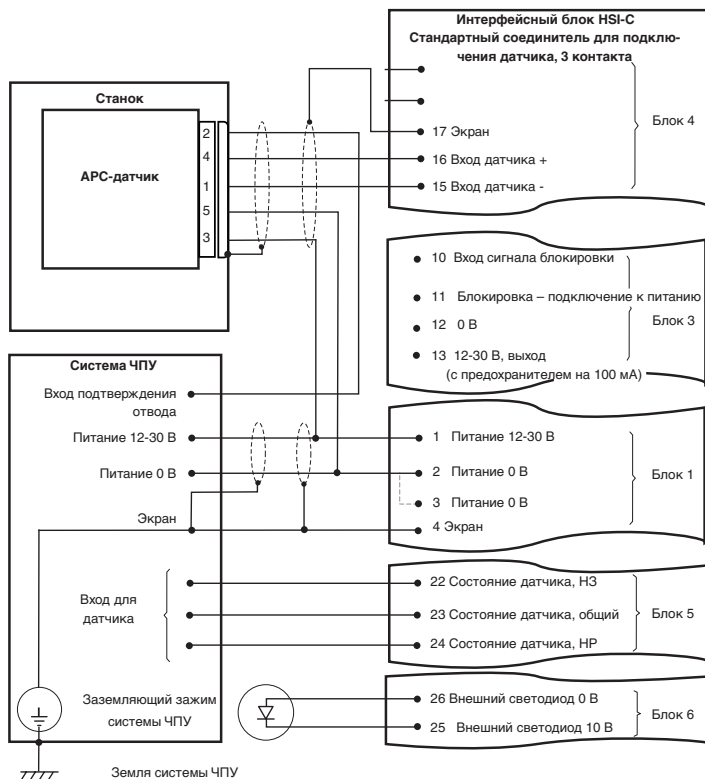 Интерфейсный блок HSI-C
Стандартный соединитель для подклю-
чения датчика, 3 контакта
17 Экран
16 Вход датчика +
15 Вход датчика -
Блок 4
Станок
АРС-датчик
2
4
1
5
3
10 Вход сигнала блокировки
11 Блокировка – подключение к питанию
12 0 В
13 12-30 В, выход
(с предохранителем на 100 мА)
Блок 3
Система ЧПУ
Вход подтверждения
отвода
Питание 12-30 В
Питание 0 В
Экран
Вход для
датчика
Заземляющий зажим
системы ЧПУ
Земля системы ЧПУ
1 Питание 12-30 В
2 Питание 0 В
3 Питание 0 В
4 Экран
Блок 1
22 Состояние датчика, НЗ
23 Состояние датчика, общий
24 Состояние датчика, НР
Блок 5
26 Внешний светодиод 0 В
25 Внешний светодиод 10 В
Блок 6